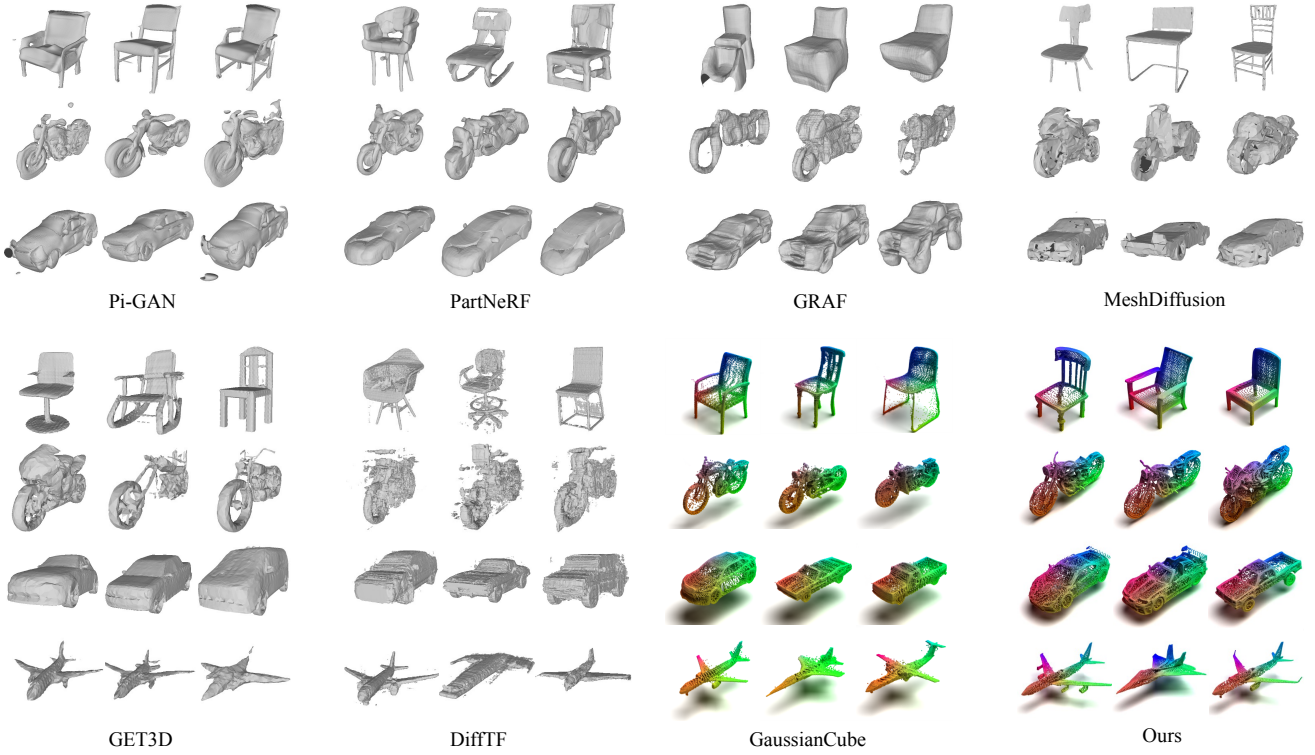 Pi-GAN
PartNeRF
GRAF
MeshDiffusion
GET3D
DiffTF
GaussianCube
Ours